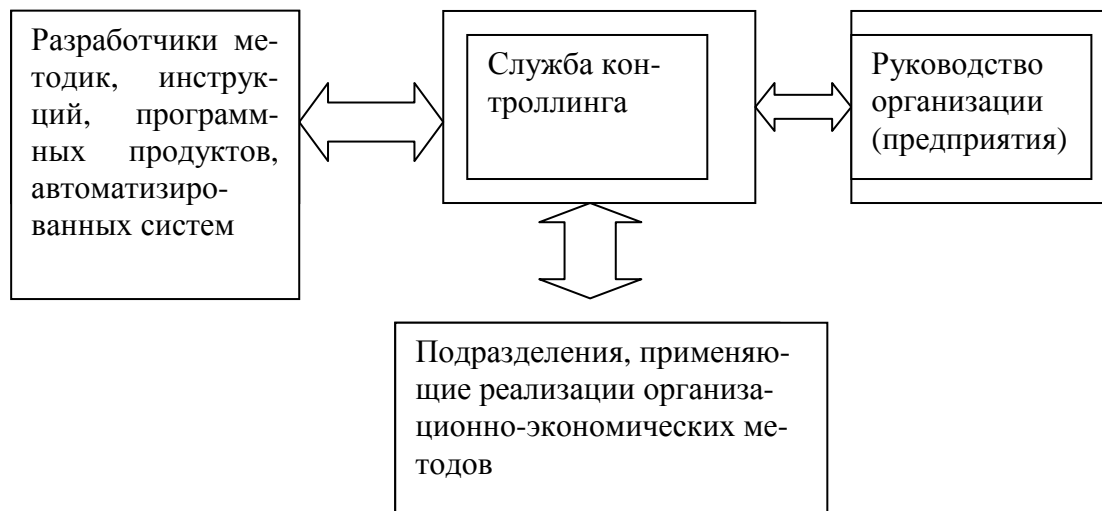 Разработчики ме-
тодик, инструк-
ций, программ-
ных продуктов,
автоматизиро-
ванных систем
Служба кон-
троллинга
Руководство
организации
(предприятия)
Подразделения, применяю-
щие реализации организа-
ционно-экономических ме-
тодов